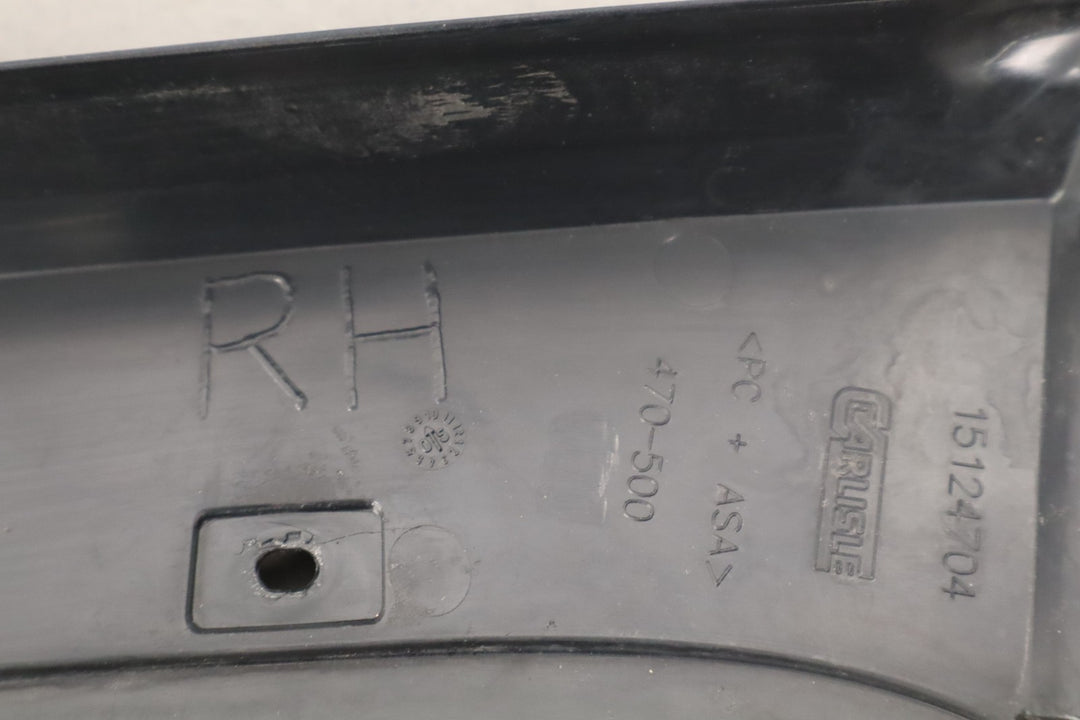 RH
15124704
CARLISLE
<PC + ASA>
470-500